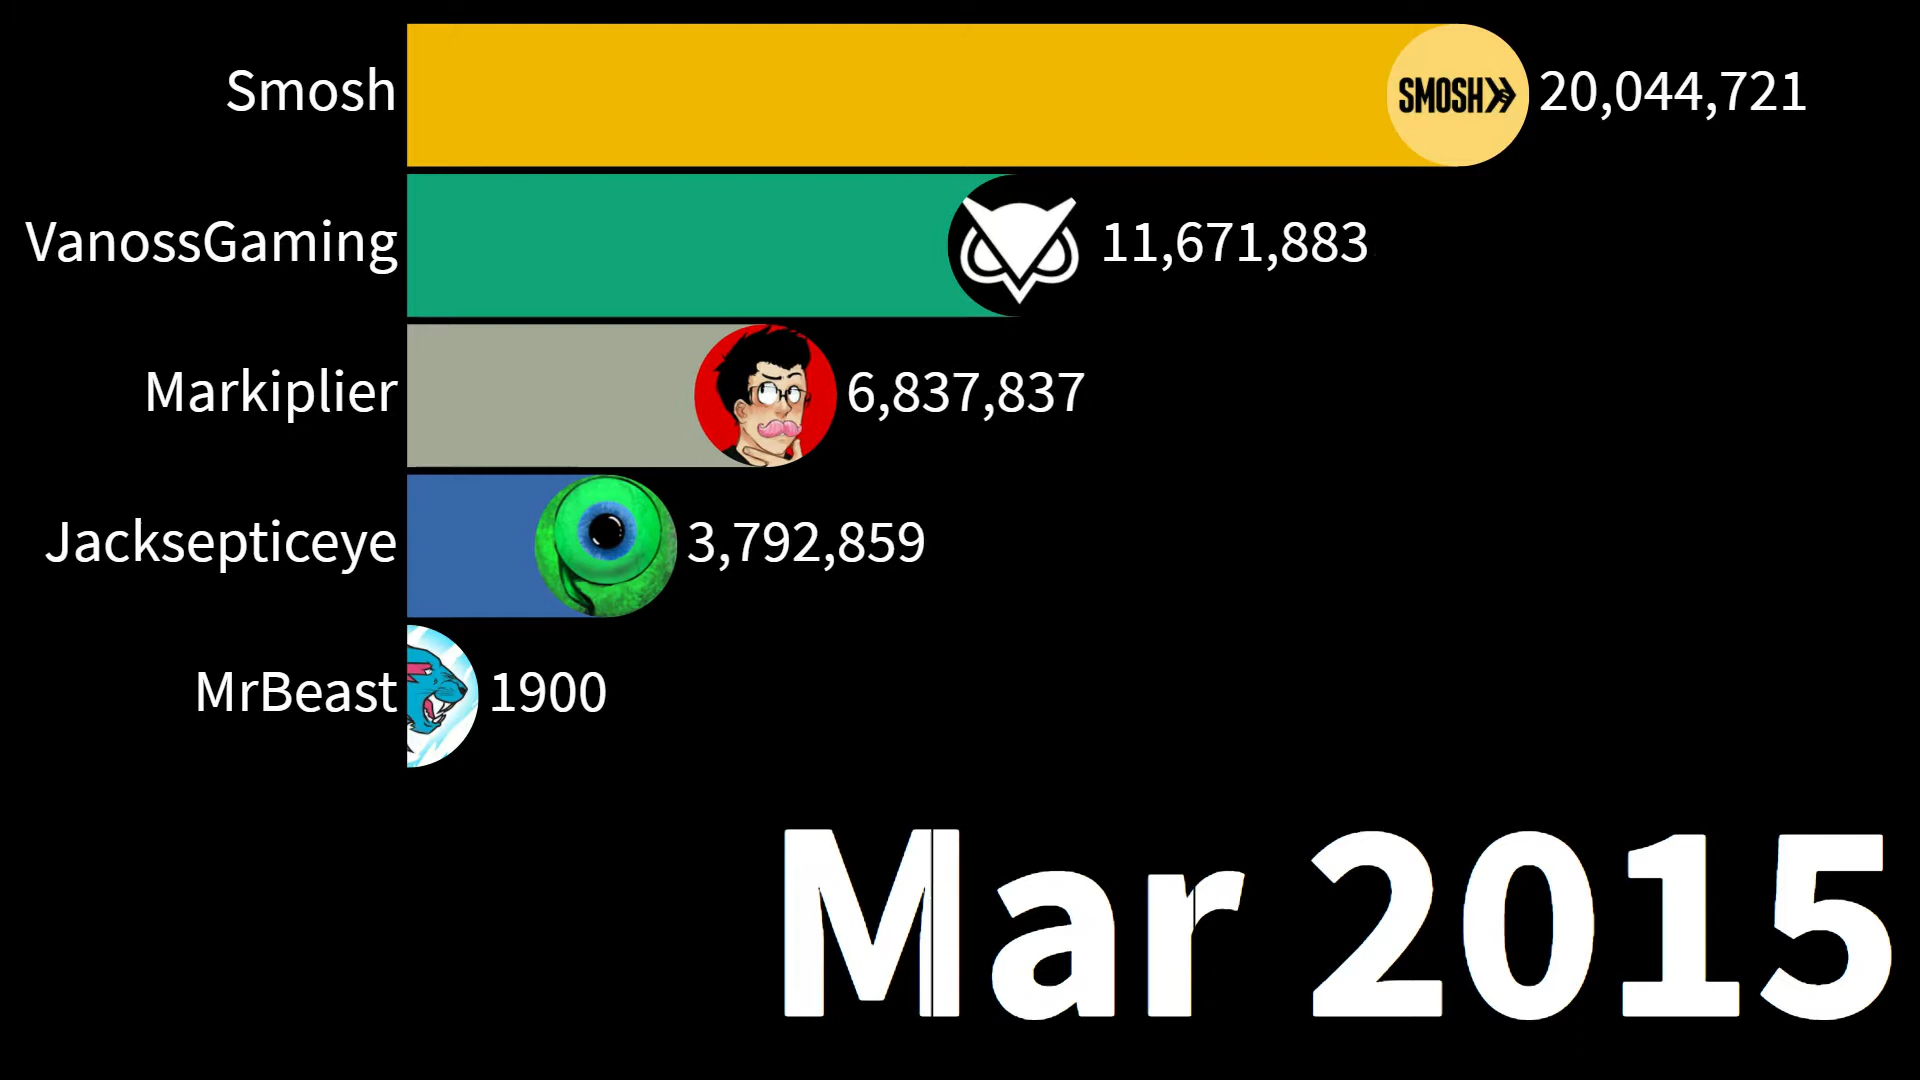 Smosh SMOSH 20,044,721
VanossGaming 11,671,883
Markiplier 6,837,837
Jacksepticeye 3,792,859
MrBeast 1900
Mar 2015